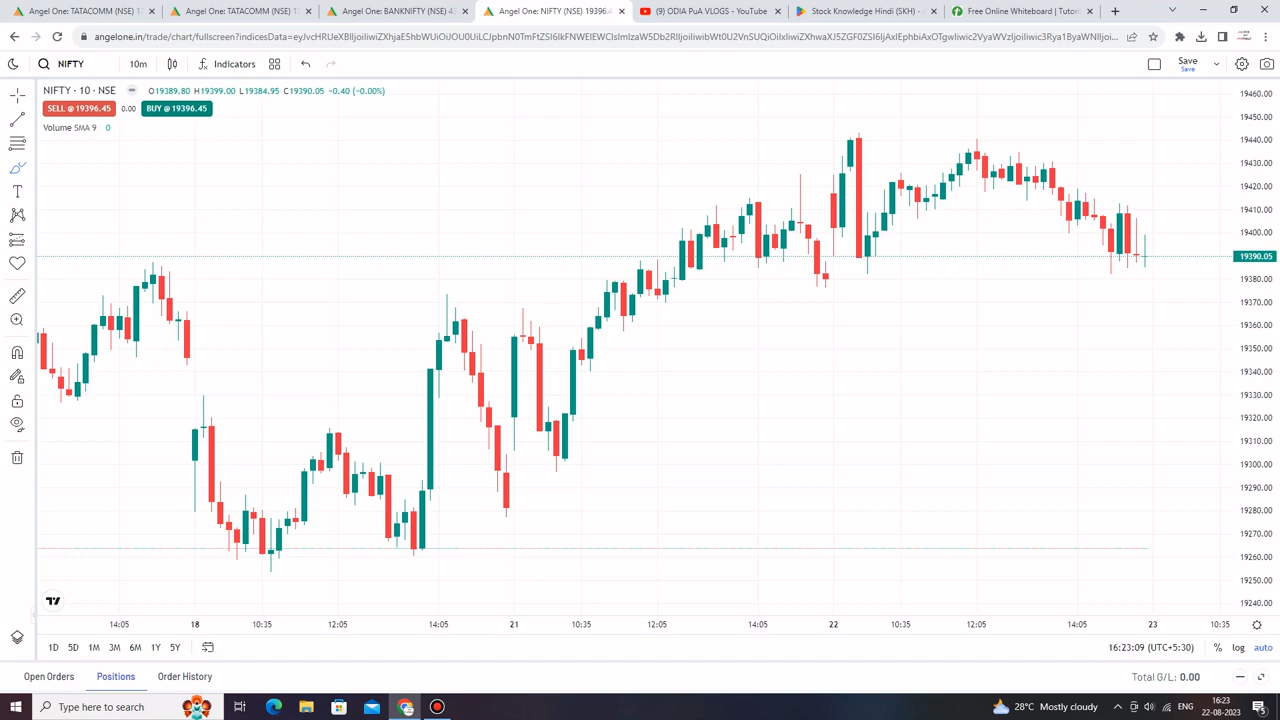 Angel One: TATACOMM (NSE) 17
Angel One: TATACOMM (NSE) 1
Angel One: BANKNIFTY (NSE) 4
Angel One: NIFTY (NSE) 19396.4
(9) ODIA PuA VLOGS - YouTube
Stock Knowledge Hindi (SKH) -
Free Online Whiteboard | Tutor
NIFTY
10m
Indicators
Save
Save
NIFTY · 10 · NSE
O19389.80 H19399.00 L19384.95 C19390.05 −0.40 (−0.00%)
SELL @ 19396.45
0.00
BUY @ 19396.45
Volume SMA 9 0
19460.00
19450.00
19440.00
19430.00
19420.00
19410.00
19400.00
19390.05
19380.00
19370.00
19360.00
19350.00
19340.00
19330.00
19320.00
19310.00
19300.00
19290.00
19280.00
19270.00
19260.00
19250.00
19240.00
14:05 18 10:35 12:05 14:05 21 10:35 12:05 14:05 22 10:35 12:05 14:05 23 10:35
1D 5D 1M 3M 6M 1Y 5Y
16:23:09 (UTC+5:30) % log auto
Open Orders Positions Order History
Total G/L: 0.00
Type here to search
28°C Mostly cloudy
ENG
16:23
22-08-2023